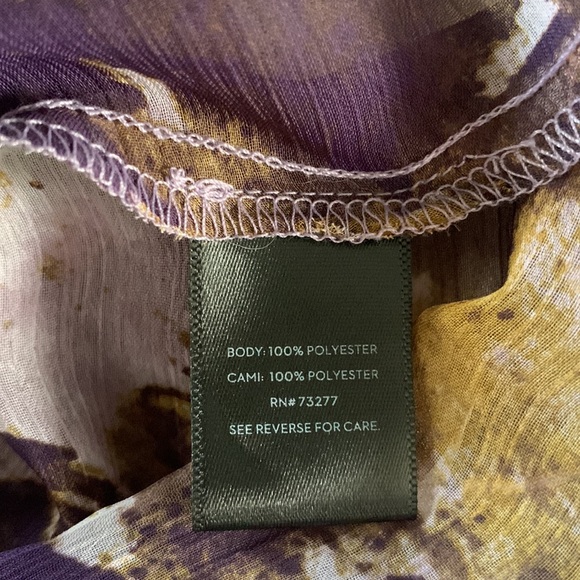 BODY: 100% POLYESTER
CAMI: 100% POLYESTER
RN# 73277
SEE REVERSE FOR CARE.